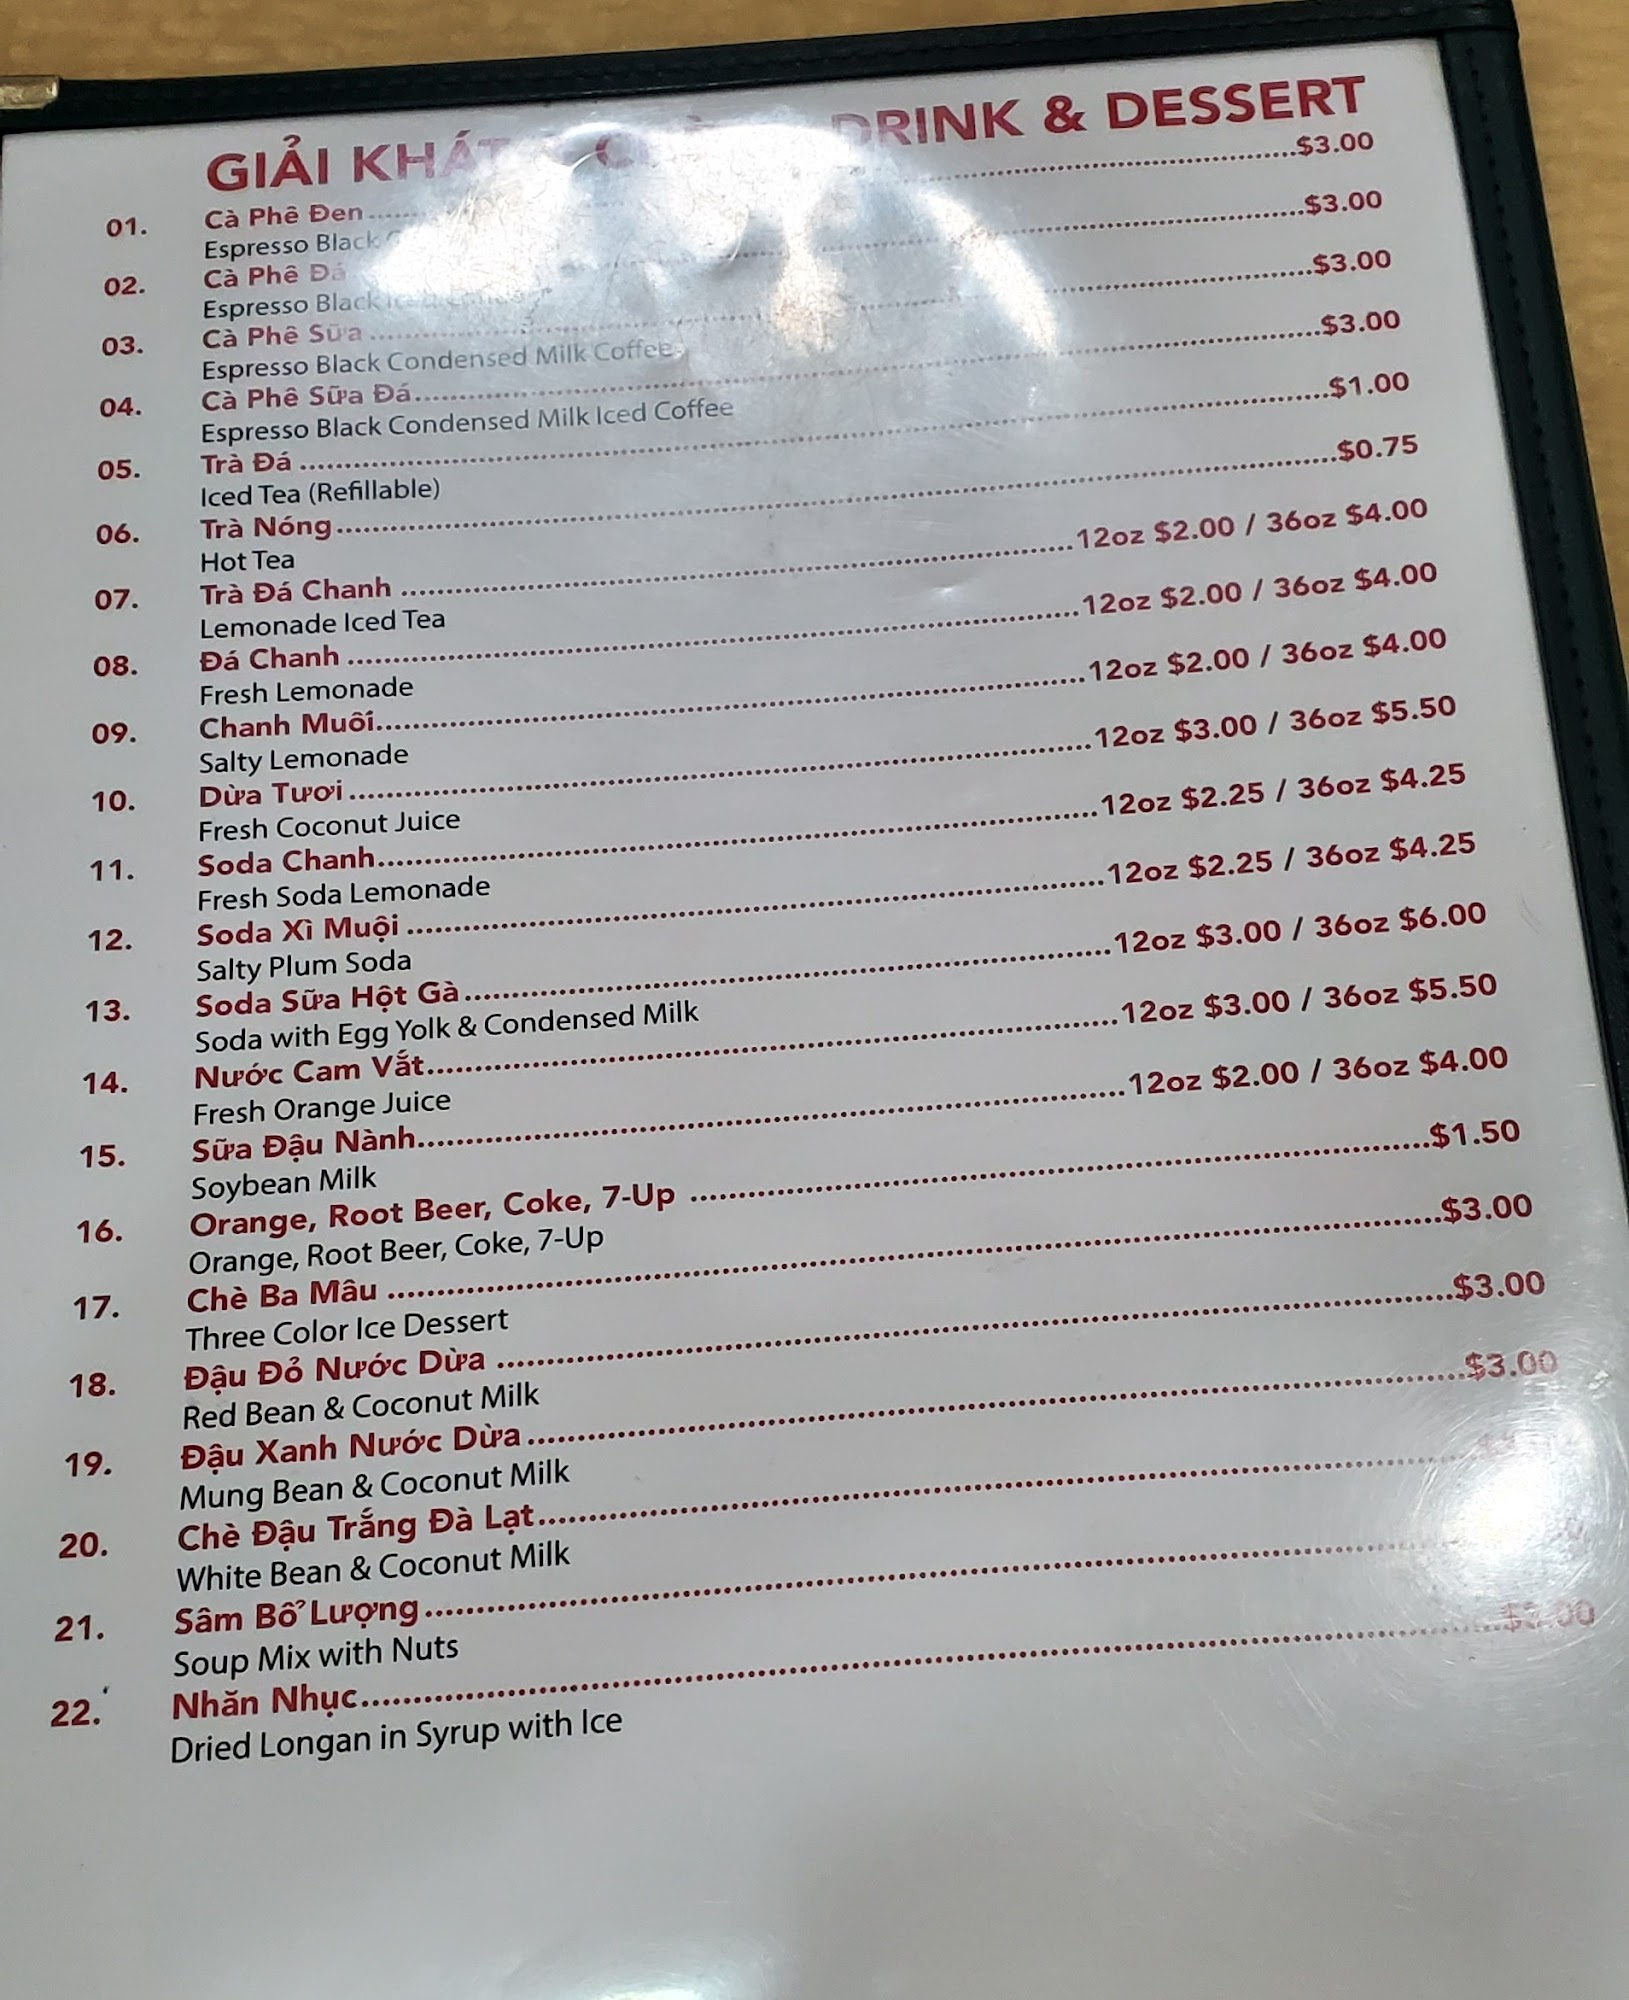 GIẢI KHÁT DRINK & DESSERT
01. Cà Phê Đen ........ $3.00
Espresso Black
02. Cà Phê Đá ........ $3.00
Espresso Black Iced
03. Cà Phê Sữa ........ $3.00
Espresso Black Condensed Milk Coffee
04. Cà Phê Sữa Đá ........ $3.00
Espresso Black Condensed Milk Iced Coffee
05. Trà Đá ........ $1.00
Iced Tea (Refillable)
06. Trà Nóng ........ $0.75
Hot Tea
07. Trà Đá Chanh ........ 12oz $2.00 / 36oz $4.00
Lemonade Iced Tea
08. Đá Chanh ........ 12oz $2.00 / 36oz $4.00
Fresh Lemonade
09. Chanh Muối ........ 12oz $2.00 / 36oz $4.00
Salty Lemonade
10. Dừa Tươi ........ 12oz $3.00 / 36oz $5.50
Fresh Coconut Juice
11. Soda Chanh ........ 12oz $2.25 / 36oz $4.25
Fresh Soda Lemonade
12. Soda Xì Muội ........ 12oz $2.25 / 36oz $4.25
Salty Plum Soda
13. Soda Sữa Hột Gà ........ 12oz $3.00 / 36oz $6.00
Soda with Egg Yolk & Condensed Milk
14. Nước Cam Vắt ........ 12oz $3.00 / 36oz $5.50
Fresh Orange Juice
15. Sữa Đậu Nành ........ 12oz $2.00 / 36oz $4.00
Soybean Milk
16. Orange, Root Beer, Coke, 7-Up ........ $1.50
Orange, Root Beer, Coke, 7-Up
17. Chè Ba Mâu ........ $3.00
Three Color Ice Dessert
18. Đậu Đỏ Nước Dừa ........ $3.00
Red Bean & Coconut Milk
19. Đậu Xanh Nước Dừa ........ $3.00
Mung Bean & Coconut Milk
20. Chè Đậu Trắng Đà Lạt ........
White Bean & Coconut Milk
21. Sâm Bổ Lượng ........
Soup Mix with Nuts
22. Nhãn Nhục ........ $3.00
Dried Longan in Syrup with Ice